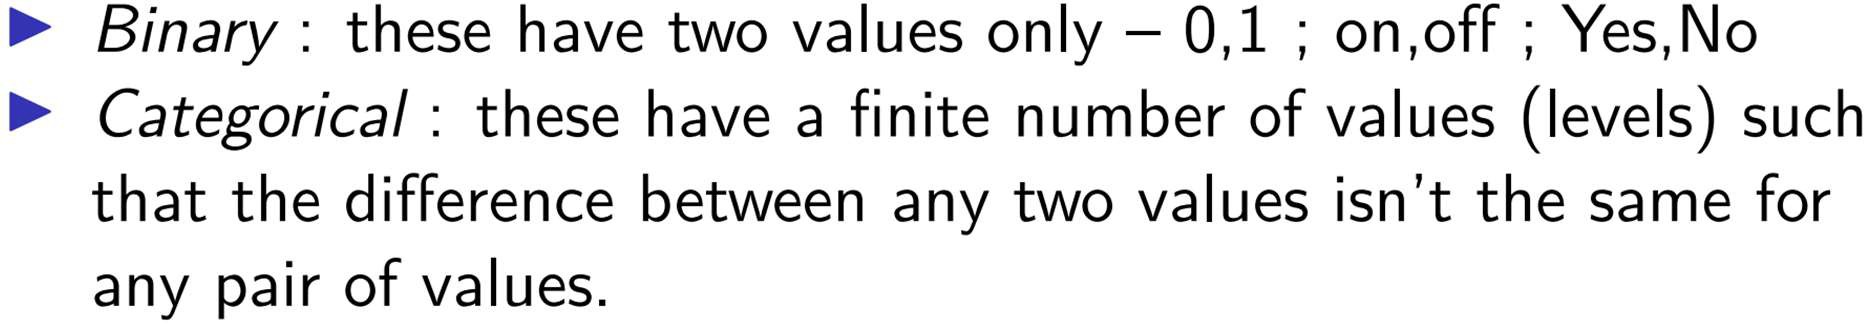 ▶ Binary : these have two values only – 0,1 ; on,off ; Yes,No
▶ Categorical : these have a finite number of values (levels) such
that the difference between any two values isn't the same for
any pair of values.